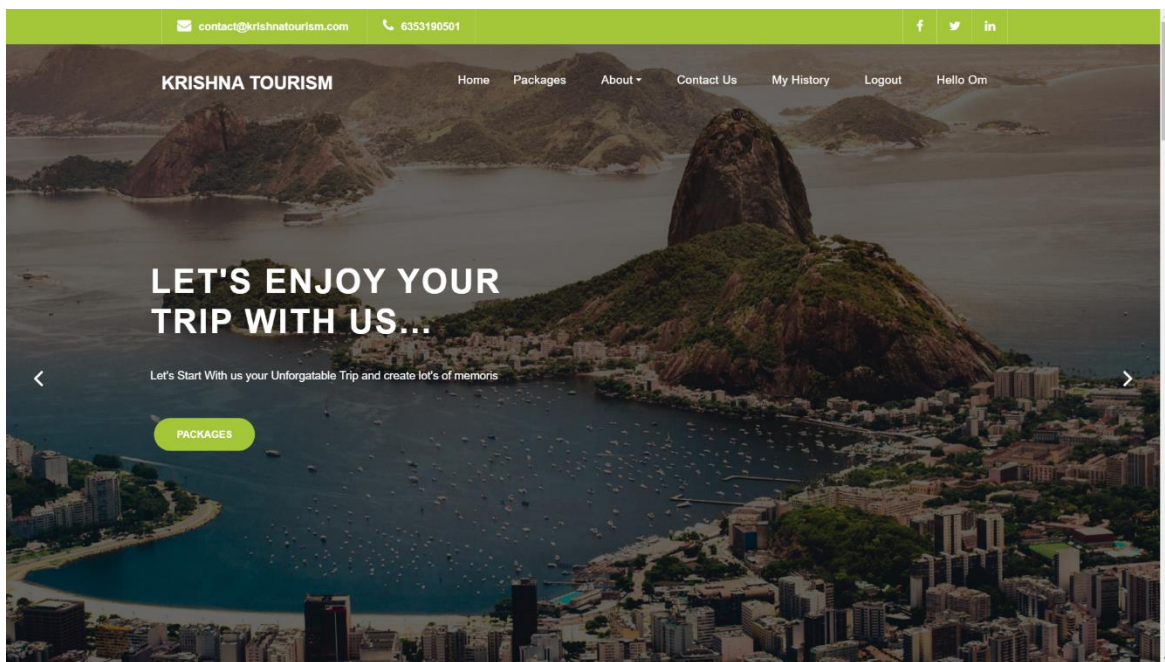 contact@krishnatourism.com 6353190501
KRISHNA TOURISM Home Packages About Contact Us My History Logout Hello Om
LET'S ENJOY YOUR
TRIP WITH US...
Let's Start With us your Unforgatable Trip and create lot's of memoris
PACKAGES